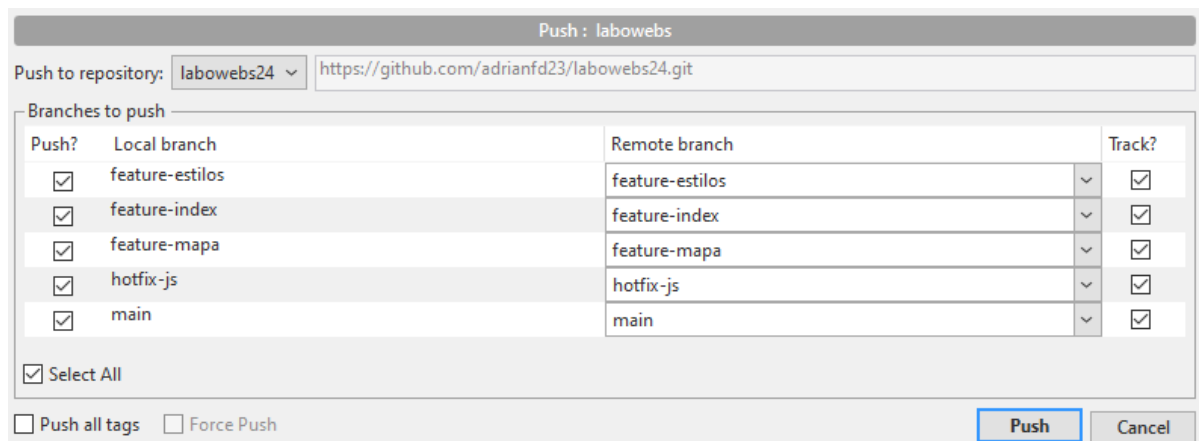 Push : labowebs
Push to repository: labowebs24 https://github.com/adrianfd23/labowebs24.git
Branches to push
Push? Local branch Remote branch Track?
feature-estilos feature-estilos
feature-index feature-index
feature-mapa feature-mapa
hotfix-js hotfix-js
main main
Select All
Push all tags Force Push Push Cancel